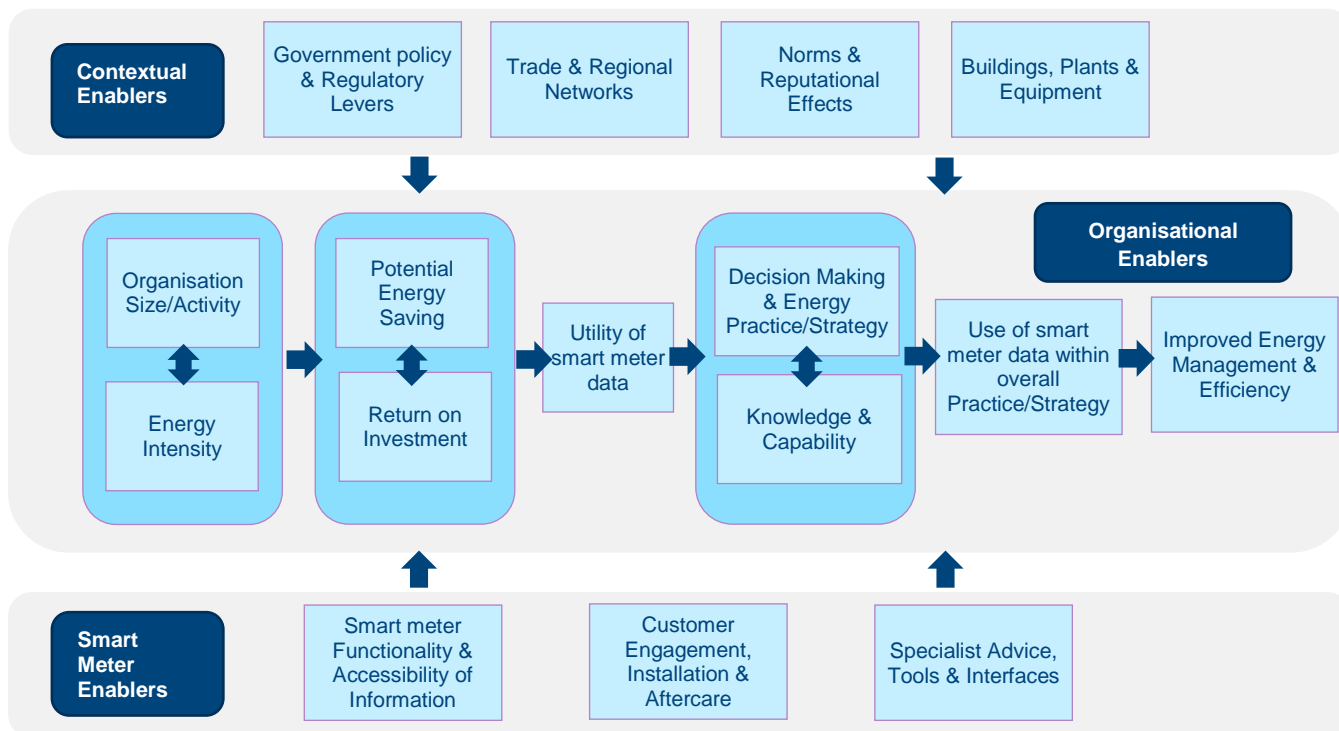 Contextual
Enablers
Government policy
& Regulatory
Levers
Trade & Regional
Networks
Norms &
Reputational
Effects
Buildings, Plants &
Equipment
Organisational
Enablers
Organisation
Size/Activity
Energy
Intensity
Potential
Energy
Saving
Return on
Investment
Utility of
smart meter
data
Decision Making
& Energy
Practice/Strategy
Knowledge &
Capability
Use of smart
meter data within
overall
Practice/Strategy
Improved Energy
Management &
Efficiency
Smart
Meter
Enablers
Smart meter
Functionality &
Accessibility of
Information
Customer
Engagement,
Installation &
Aftercare
Specialist Advice,
Tools & Interfaces